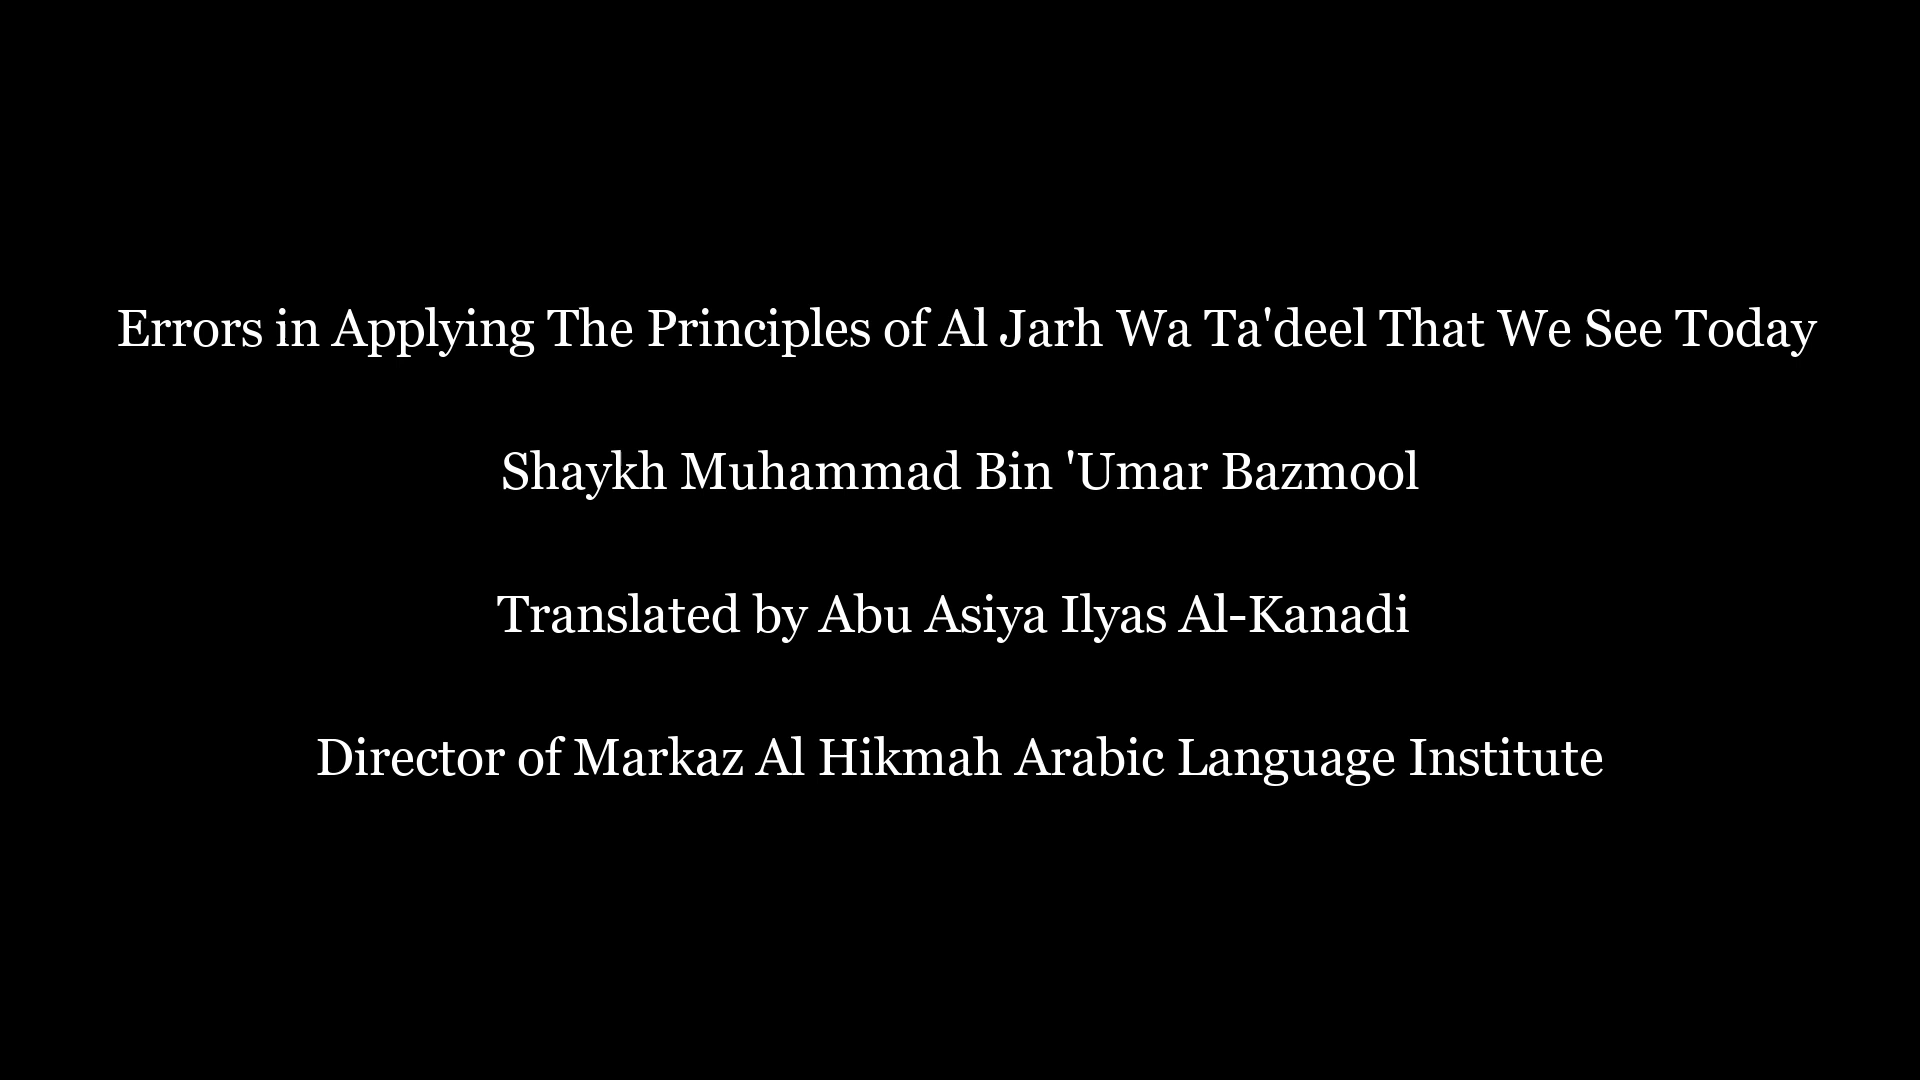 Errors in Applying The Principles of Al Jarh Wa Ta'deel That We See Today
Shaykh Muhammad Bin 'Umar Bazmool
Translated by Abu Asiya Ilyas Al-Kanadi
Director of Markaz Al Hikmah Arabic Language Institute